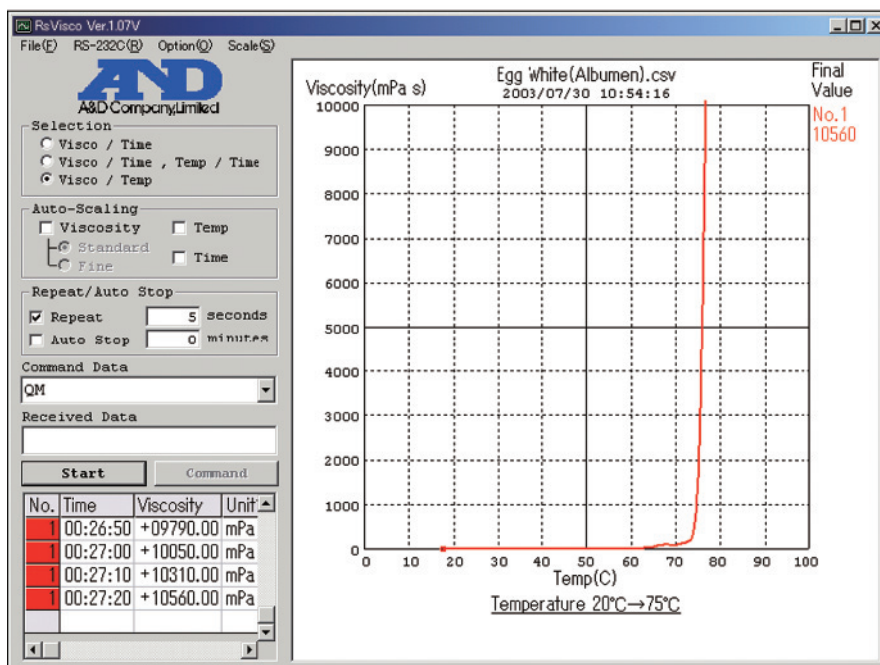 RsVisco Ver.1.07V
File(F) RS-232C(R) Option(O) Scale(S)
AND
A&D Company,Limited
Selection
Visco / Time
Visco / Time , Temp / Time
Visco / Temp
Auto-Scaling
Viscosity Temp
Standard
Fine
Time
Repeat/Auto Stop
Repeat 5 seconds
Auto Stop 0 minutes
Command Data
QM
Received Data
Start Command
No. Time Viscosity Unit
1 00:26:50 +09790.00 mPa
1 00:27:00 +10050.00 mPa
1 00:27:10 +10310.00 mPa
1 00:27:20 +10560.00 mPa
Viscosity(mPa s)
Egg White(Albumen).csv
2003/07/30 10:54:16
Final
Value
No.1
10560
10000
9000
8000
7000
6000
5000
4000
3000
2000
1000
0
0 10 20 30 40 50 60 70 80 90 100
Temp(C)
Temperature 20°C→75°C